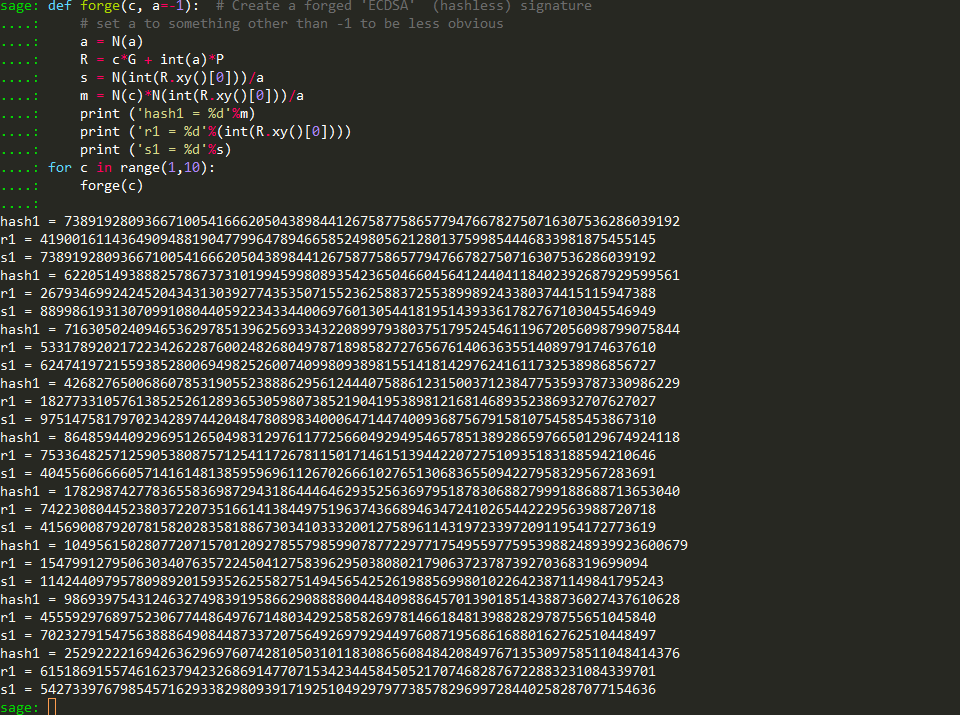 sage: def forge(c, a=-1):  # Create a forged 'ECDSA'  (hashless) signature
....:     # set a to something other than -1 to be less obvious
....:     a = N(a)
....:     R = c*G + int(a)*P
....:     s = N(int(R.xy()[0]))/a
....:     m = N(c)*N(int(R.xy()[0]))/a
....:     print ('hash1 = %d'%m)
....:     print ('r1 = %d'%(int(R.xy()[0])))
....:     print ('s1 = %d'%s)
....: for c in range(1,10):
....:     forge(c)
....:
hash1 = 73891928093667100541666205043898441267587758657794766782750716307536286039192
r1 = 41900161143649094881904779964789466585249805621280137599854446833981875455145
s1 = 73891928093667100541666205043898441267587758657794766782750716307536286039192
hash1 = 62205149388825786737310199459980893542365046604564124404118402392687929599561
r1 = 26793469924245204343130392774353507155236258837255389989243380374415115947388
s1 = 88998619313070991080440592234334400697601305441819514393361782767103045546949
hash1 = 71630502409465362978513962569334322089979380375179524546119672056098799075844
r1 = 53317892021722342622876002482680497871898582727656761406363551408979174637610
s1 = 62474197215593852800694982526007409980938981551418142976241611732538986856727
hash1 = 42682765006860785319055238886295612444075886123150037123847753593787330986229
r1 = 18277331057613852526128936530598073852190419538981216814689352386932707627027
s1 = 97514758179702342897442048478089834000647144740093687567915810754585453867310
hash1 = 86485944092969512650498312976117725660492949546578513892865976650129674924118
r1 = 75336482571259053808757125411726781150171461513944220727510935183188594210646
s1 = 40455606666057141614813859596961126702666102765130683655094227958329567283691
hash1 = 17829874277836558369872943186444646293525636979518783068827999188688713653040
r1 = 74223080445238037220735166141384497519637436689463472410265442229563988720718
s1 = 41569008792078158202835818867303410333200127589611431972339720911954172773619
hash1 = 104956150280772071570120927855798599078772297717549559775953988248939923600679
r1 = 1547991279506303407635722450412758396295038080217906372378739270368319699094
s1 = 114244097957809892015935262558275149456542526198856998010226423871149841795243
hash1 = 98693975431246327498391958662908888004484098864570139018514388736027437610628
r1 = 45559297689752306774486497671480342925858269781466184813988282978755651045840
s1 = 70232791547563888649084487337207564926979294497608719568616880162762510448497
hash1 = 25292222169426362969760742810503101183086560848420849767135309758511048414376
r1 = 61518691557461623794232686914770715342344584505217074682876722883231084339701
s1 = 54273397679854571629338298093917192510492979773857829699728440258287077154636
sage: